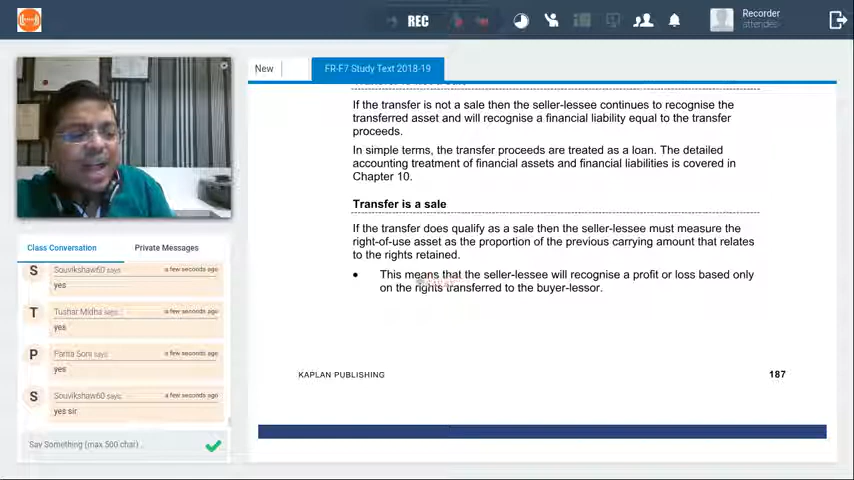 REC
Recorder
attendee
New
FR-F7 Study Text 2018-19
If the transfer is not a sale then the seller-lessee continues to recognise the
transferred asset and will recognise a financial liability equal to the transfer
proceeds.
In simple terms, the transfer proceeds are treated as a loan. The detailed
accounting treatment of financial assets and financial liabilities is covered in
Chapter 10.
Transfer is a sale
If the transfer does qualify as a sale then the seller-lessee must measure the
right-of-use asset as the proportion of the previous carrying amount that relates
to the rights retained.
• This means that the seller-lessee will recognise a profit or loss based only
on the rights transferred to the buyer-lessor.
KAPLAN PUBLISHING
187
Class Conversation
Private Messages
S
Souvikshaw60 says:
a few seconds ago
yes
T
Tushar Midha says:
a few seconds ago
yes
P
says:
a few seconds ago
yes
S
Souvikshaw60 says:
a few seconds ago
yes sir
Say Something (max 500 char)...